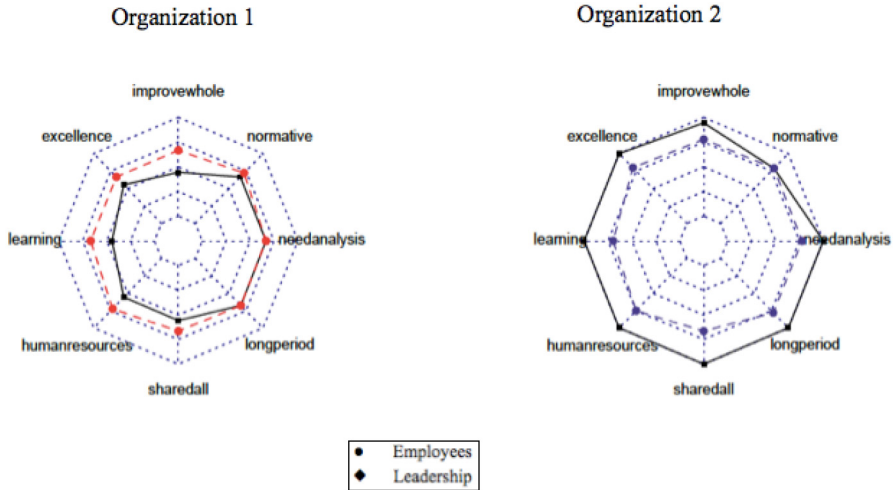 Organization 1
Organization 2
improvewhole
excellence
normative
learning
needanalysis
humanresources
longperiod
sharedall
improvewhole
excellence
normative
learning
needanalysis
humanresources
longperiod
sharedall
Employees
Leadership